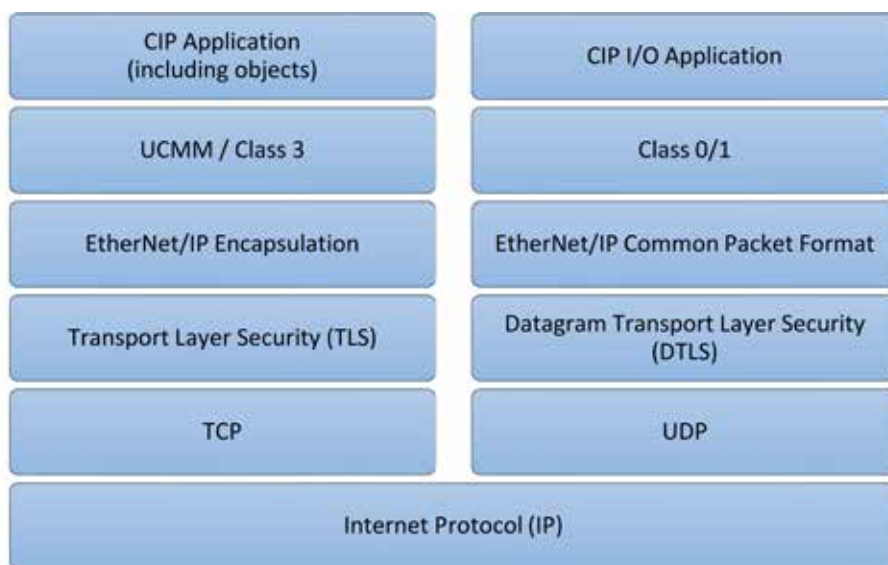 CIP Application
(including objects)
CIP I/O Application
UCMM / Class 3
Class 0/1
EtherNet/IP Encapsulation
EtherNet/IP Common Packet Format
Transport Layer Security (TLS)
Datagram Transport Layer Security
(DTLS)
TCP
UDP
Internet Protocol (IP)